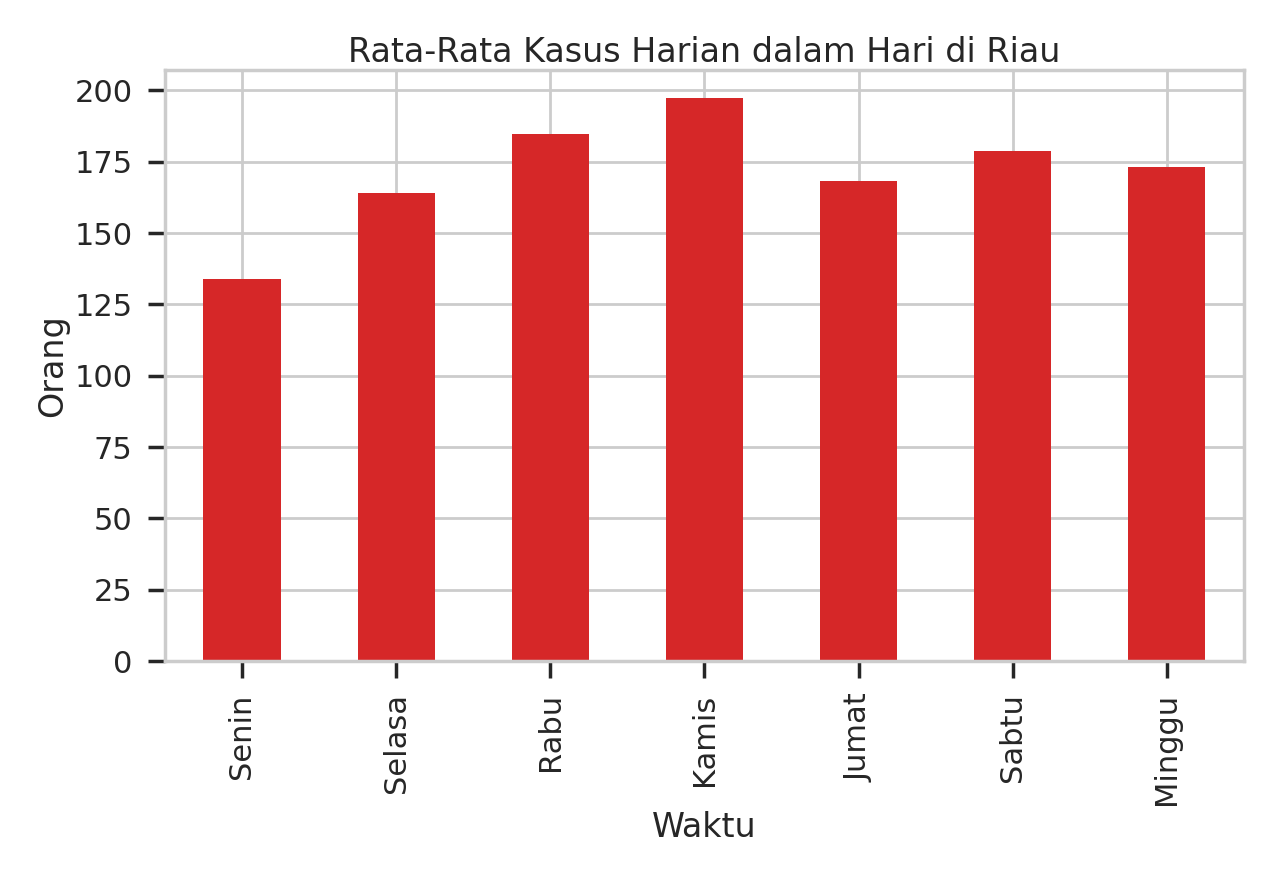 Rata-Rata Kasus Harian dalam Hari di Riau
200
175
150
125
100
75
50
25
0
Orang
Senin
Selasa
Rabu
Kamis
Jumat
Sabtu
Minggu
Waktu